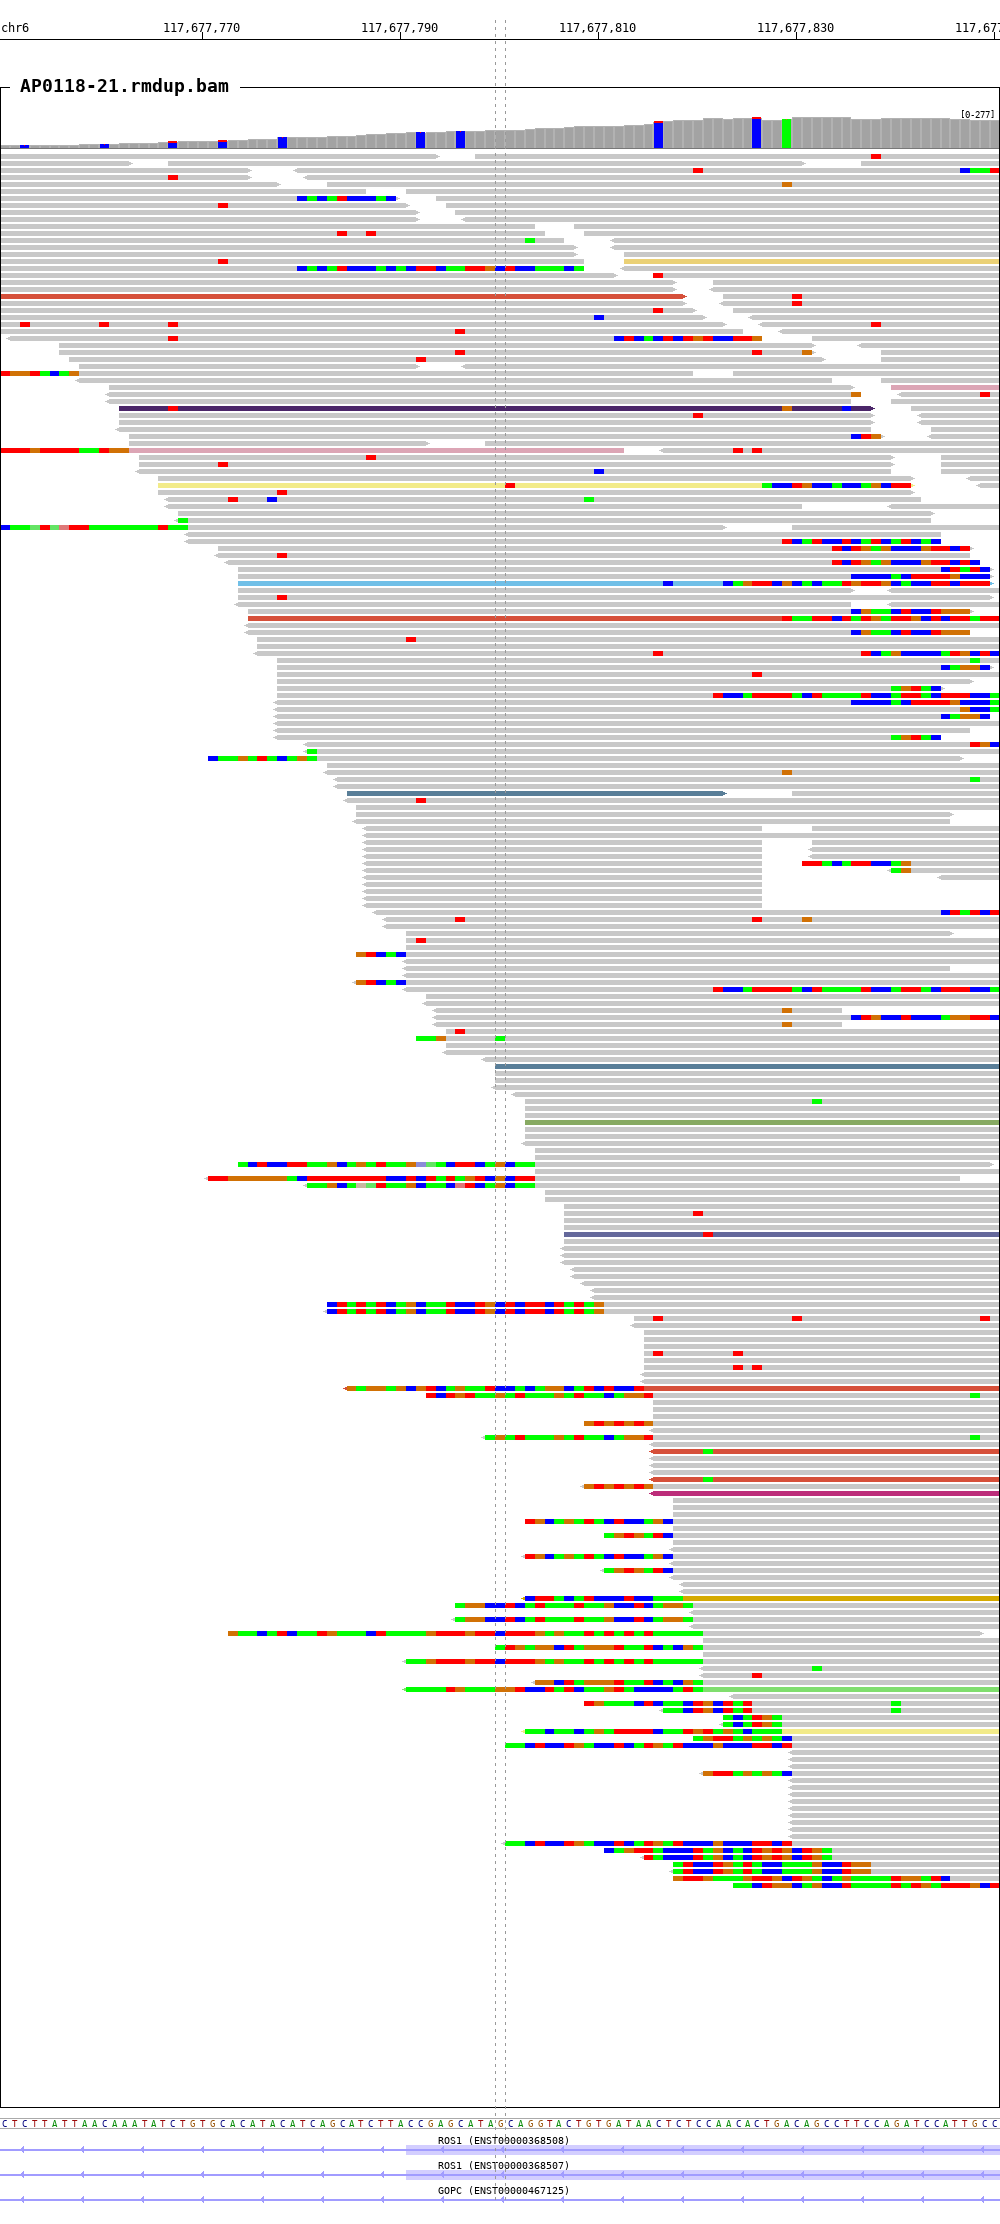 chr6 117,677,770 117,677,790 117,677,810 117,677,830 117,677
AP0118-21.rmdup.bam
[0-277]
C T C T T A T T A A C A A A T A T C T G T G C A C A T A C A T C A G C A T C T T A C C G A G C A T A G C A G G T A C T G T G A T A A C T C T C C A A C A C T G A C A G C C T T C C A G A T C C A T T G C C
ROS1 (ENST00000368508)
ROS1 (ENST00000368507)
GOPC (ENST00000467125)